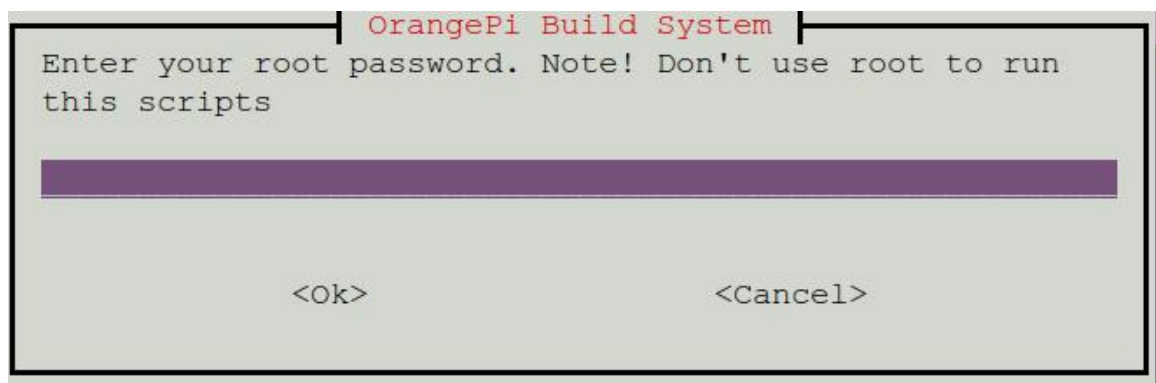 OrangePi Build System
Enter your root password. Note! Don't use root to run
this scripts
<Ok> <Cancel>